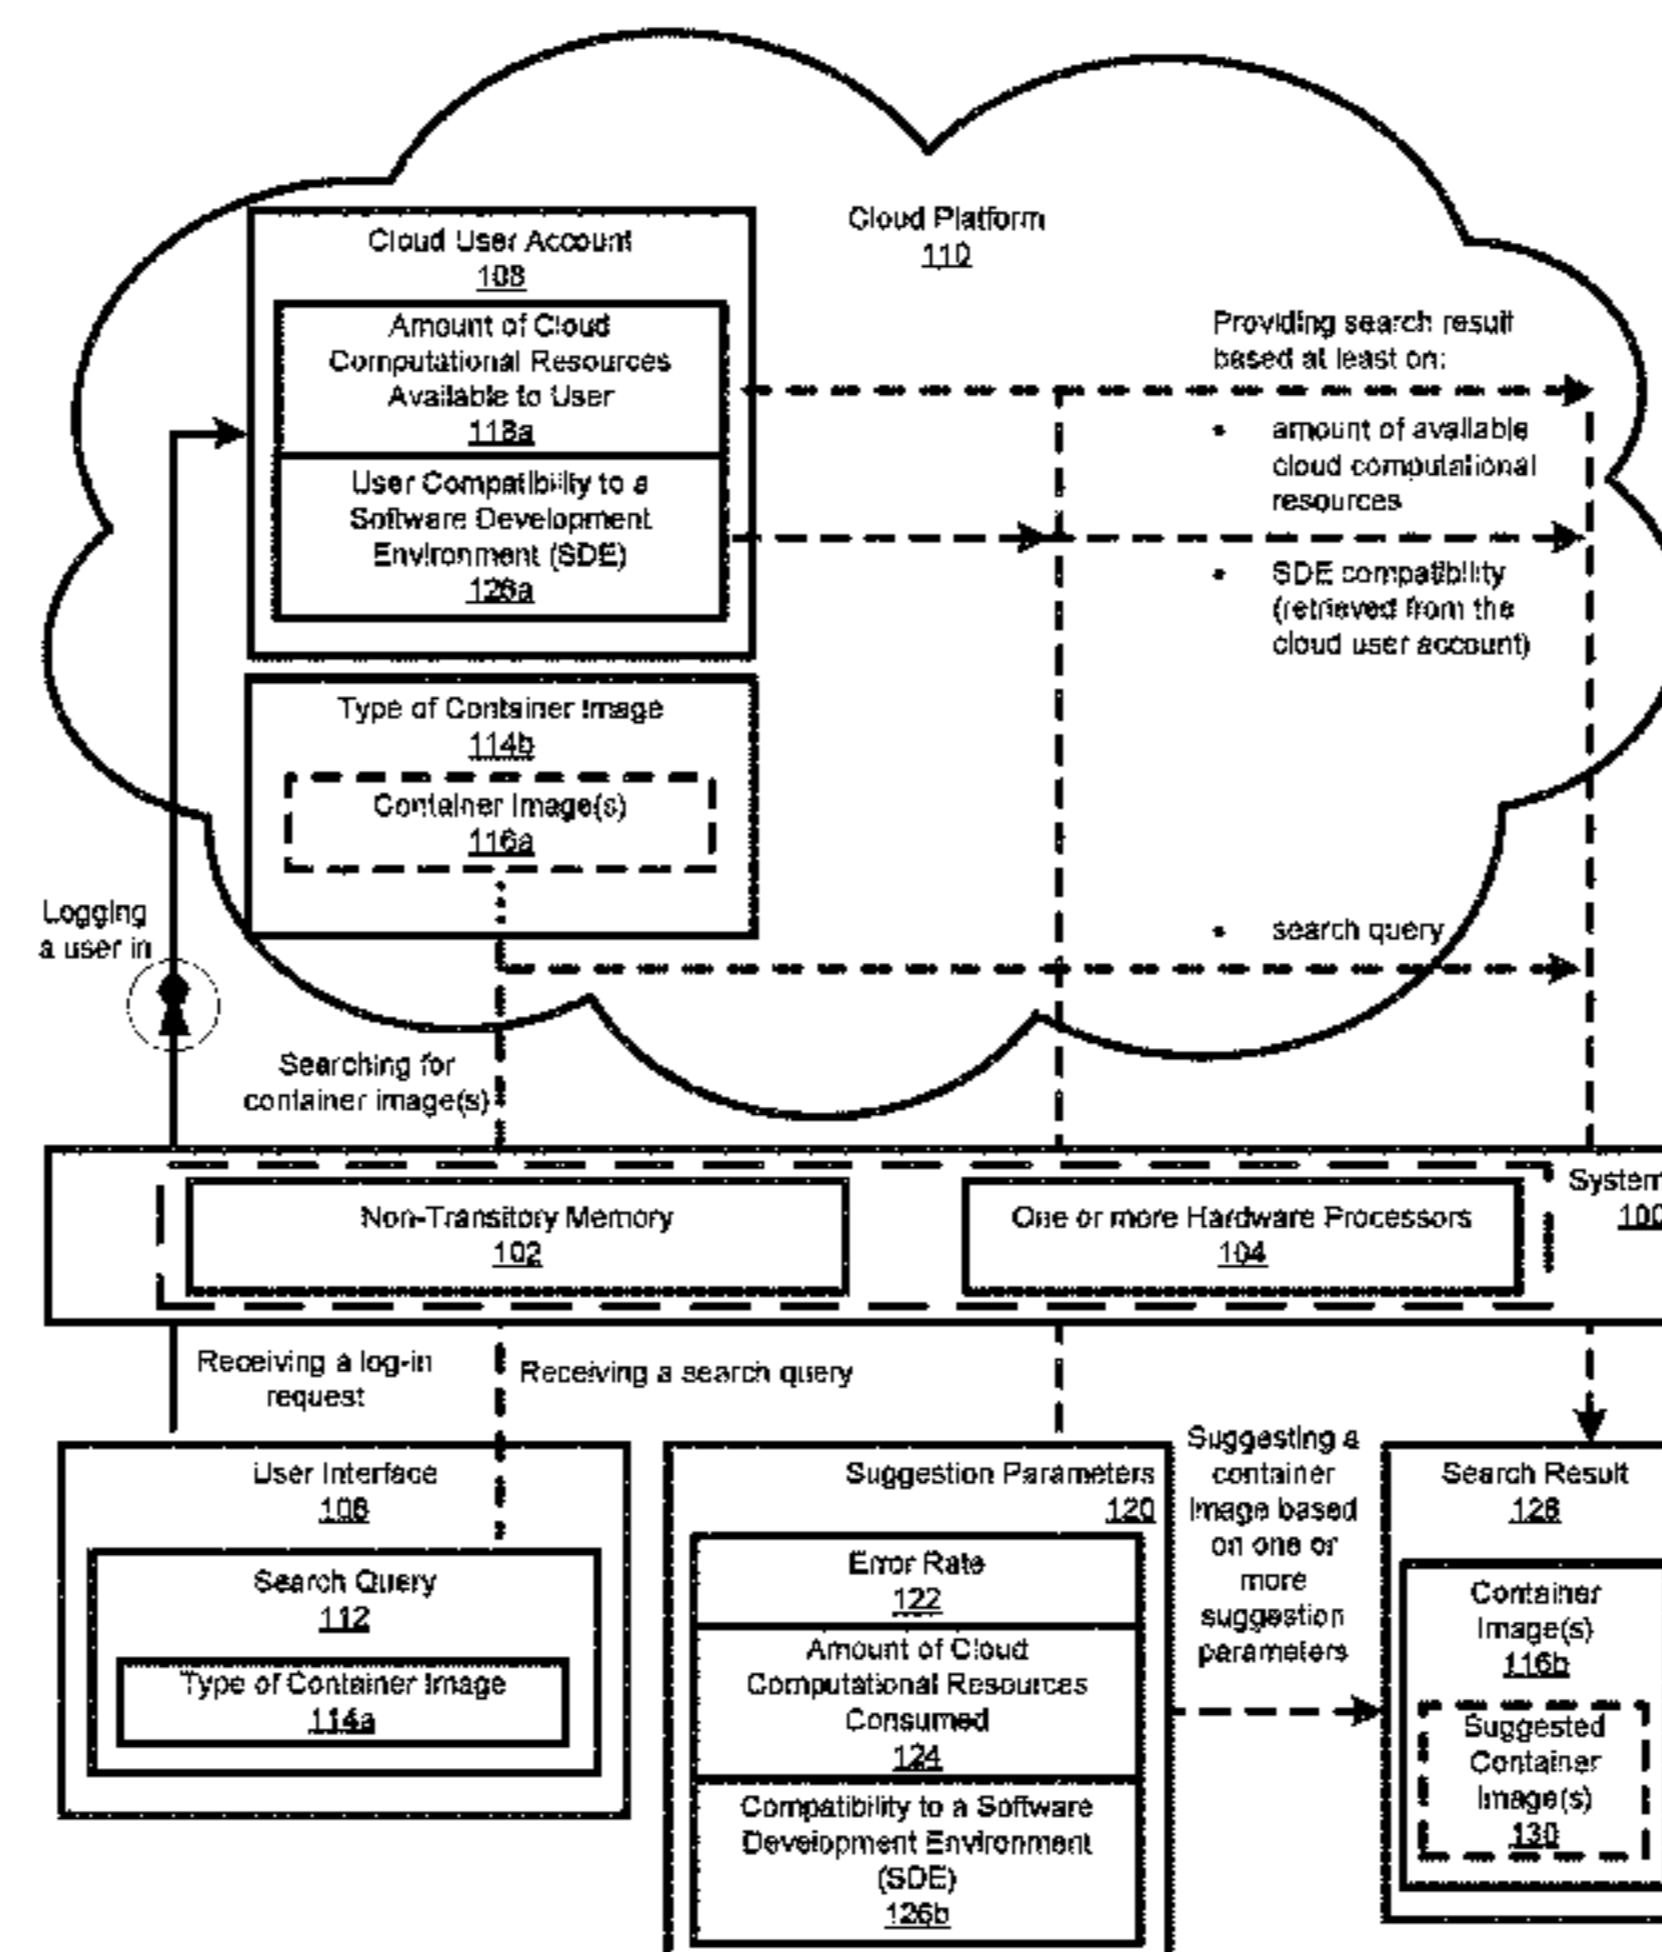 Cloud Platform
110
Cloud User Account
108
Amount of Cloud
Computational Resources
Available to User
118a
User Compatibility to a
Software Development
Environment (SDE)
126a
Providing search result
based at least on:
• amount of available
cloud computational
resources
• SDE compatibility
(retrieved from the
cloud user account)
• search query
Type of Container Image
114b
Container Image(s)
116a
Logging
a user in
Searching for
container image(s)
Non-Transitory Memory
102
One or more Hardware Processors
104
System
100
Receiving a log-in
request
Receiving a search query
User Interface
106
Search Query
112
Type of Container Image
114a
Suggestion Parameters
120
Error Rate
122
Amount of Cloud
Computational Resources
Consumed
124
Compatibility to a Software
Development Environment
(SDE)
126b
Suggesting a
container
image based
on one or
more
suggestion
parameters
Search Result
128
Container
Image(s)
116b
Suggested
Container
Image(s)
130